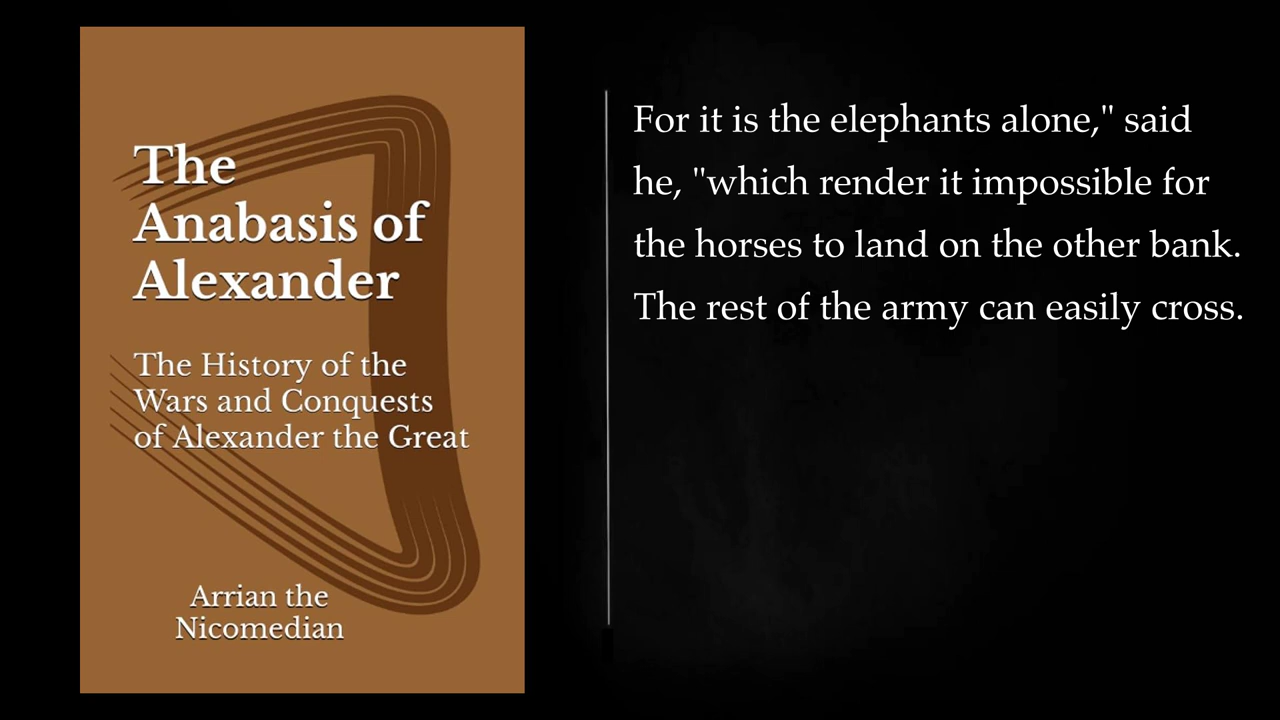 The
Anabasis of
Alexander
The History of the
Wars and Conquests
of Alexander the Great
Arrian the
Nicomedian
For it is the elephants alone," said
he, "which render it impossible for
the horses to land on the other bank.
The rest of the army can easily cross.